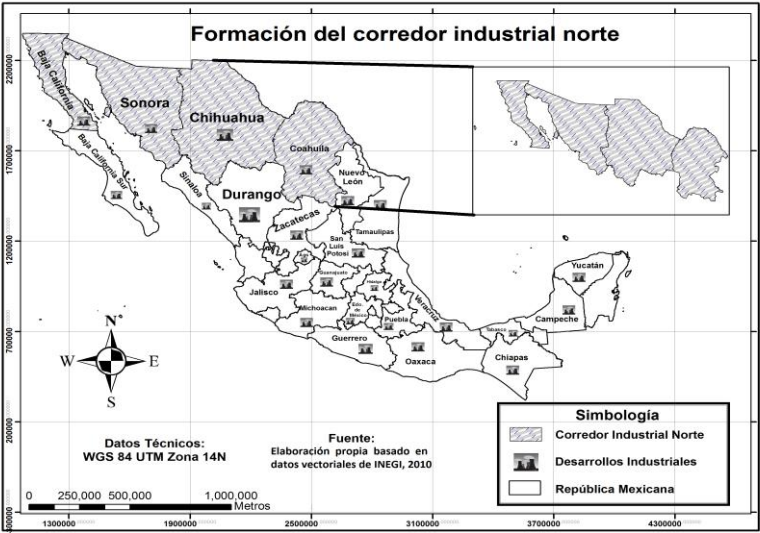 Formación del corredor industrial norte
Baja California
Sonora
Chihuahua
Coahuila
Baja California Sur
Sinaloa
Durango
Nuevo
León
Zacatecas
San
Luis
Potosí
Tamaulipas
Jalisco
Guanajuato
Hidalgo
Michoacan
Edo.
de
México
Puebla
Veracruz
Guerrero
Oaxaca
Tabasco
Chiapas
Campeche
Yucatán
N
W
E
S
Datos Técnicos:
WGS 84 UTM Zona 14N
Fuente:
Elaboración propia basado en
datos vectoriales de INEGI, 2010
Simbología
Corredor Industrial Norte
Desarrollos Industriales
República Mexicana
0 250,000 500,000 1,000,000
Metros
2200000
1700000
1200000
700000
200000
1300000 1900000 2500000 3100000 3700000 4300000